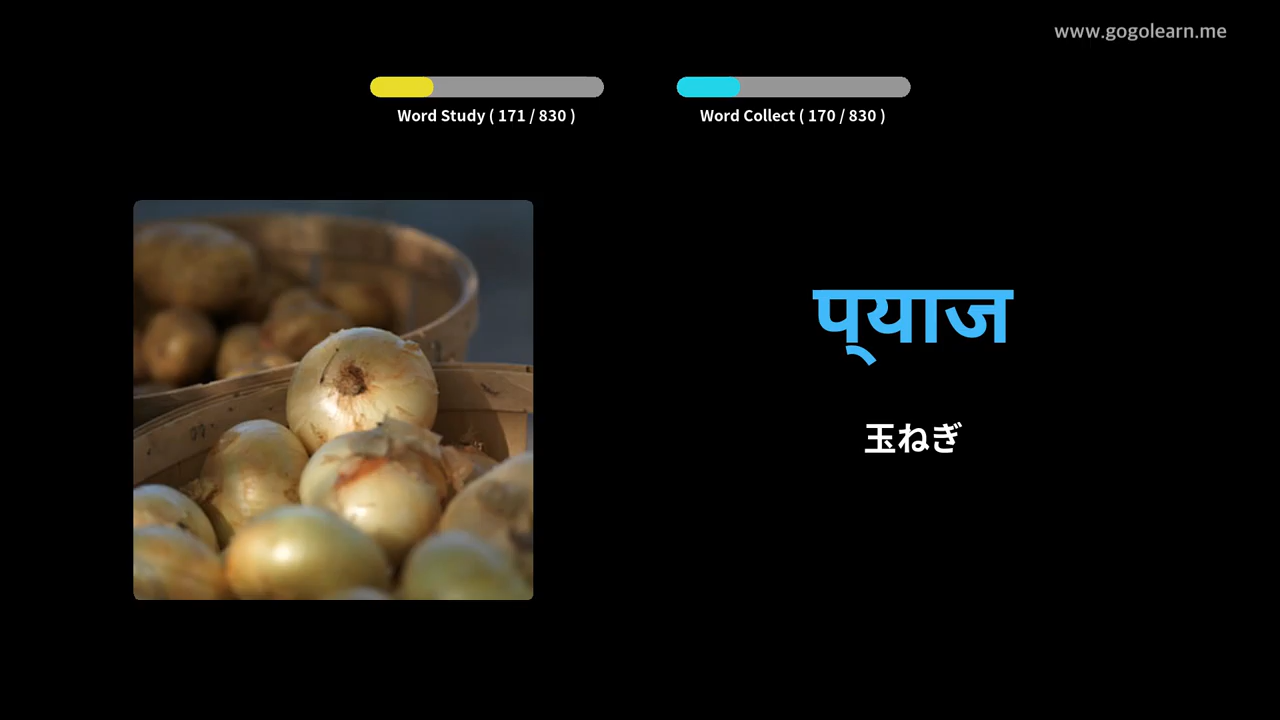 www.gogolearn.me
Word Study ( 171 / 830 )
Word Collect ( 170 / 830 )
प्‌याज
玉ねぎ